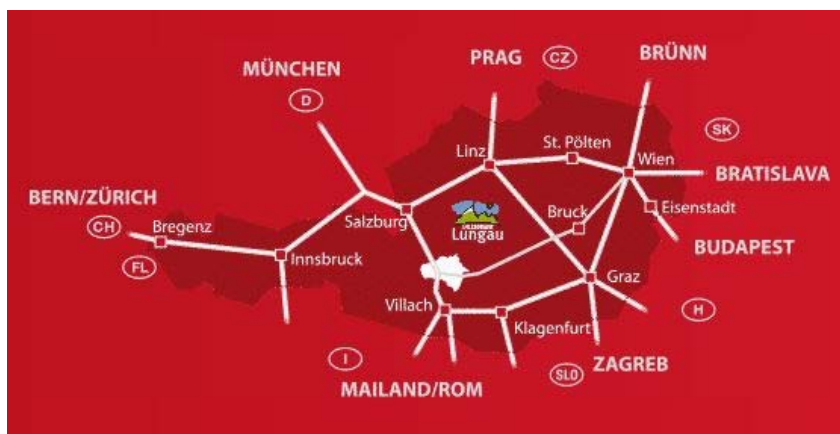 PRAG
CZ
BRÜNN
MÜNCHEN
D
SK
St. Pölten
Linz
Wien
BRATISLAVA
BERN/ZÜRICH
CH
Bregenz
Salzburg
Lungau
Bruck
Eisenstadt
BUDAPEST
FL
Innsbruck
Graz
Villach
Klagenfurt
H
I
SLO
ZAGREB
MAILAND/ROM